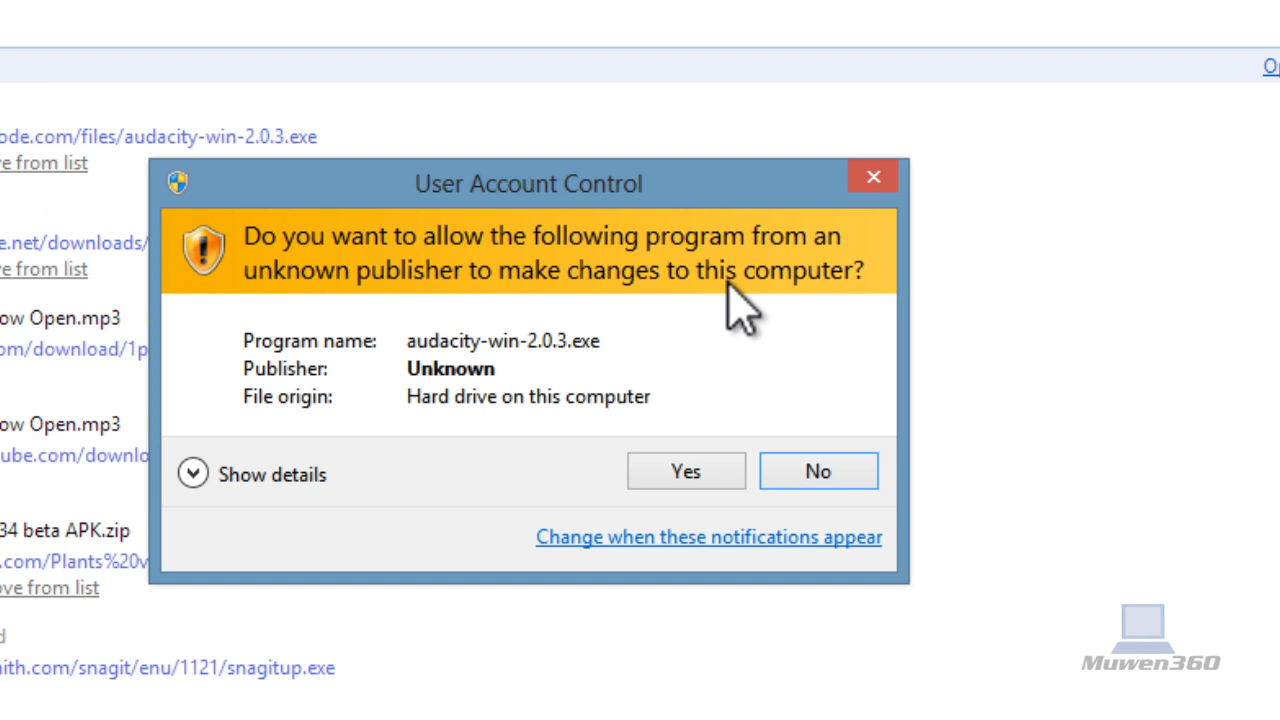 Op
ode.com/files/audacity-win-2.0.3.exe
ve from list
User Account Control
Do you want to allow the following program from an
unknown publisher to make changes to this computer?
e.net/downloads/
ve from list
ow Open.mp3
om/download/1p
Program name: audacity-win-2.0.3.exe
Publisher: Unknown
File origin: Hard drive on this computer
ow Open.mp3
ube.com/downlo
Show details
Yes
No
34 beta APK.zip
.com/Plants%20v
Change when these notifications appear
ove from list
d
ith.com/snagit/enu/1121/snagitup.exe
Muwen360